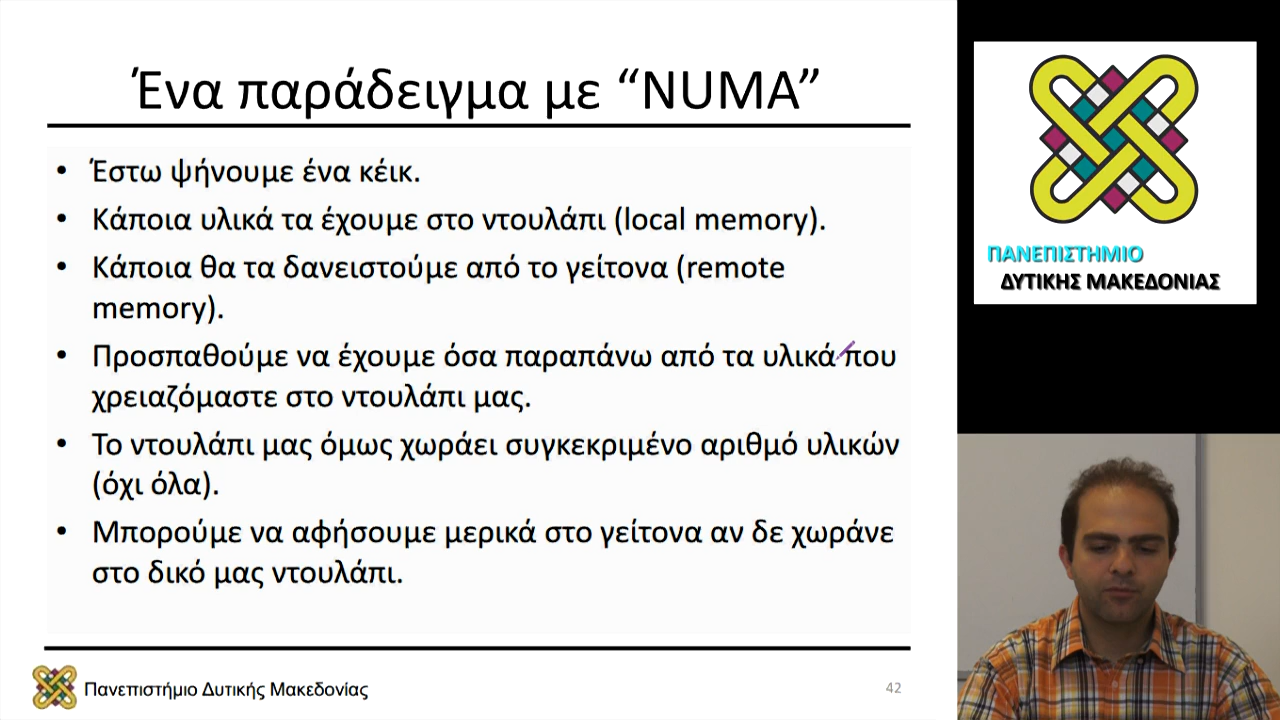 Ένα παράδειγμα με “NUMA”
• Έστω ψήνουμε ένα κέικ.
• Κάποια υλικά τα έχουμε στο ντουλάπι (local memory).
• Κάποια θα τα δανειστούμε από το γείτονα (remote
memory).
• Προσπαθούμε να έχουμε όσα παραπάνω από τα υλικά που
χρειαζόμαστε στο ντουλάπι μας.
• Το ντουλάπι μας όμως χωράει συγκεκριμένο αριθμό υλικών
(όχι όλα).
• Μπορούμε να αφήσουμε μερικά στο γείτονα αν δε χωράνε
στο δικό μας ντουλάπι.
Πανεπιστήμιο Δυτικής Μακεδονίας
42
ΠΑΝΕΠΙΣΤΗΜΙΟ
ΔΥΤΙΚΗΣ ΜΑΚΕΔΟΝΙΑΣ